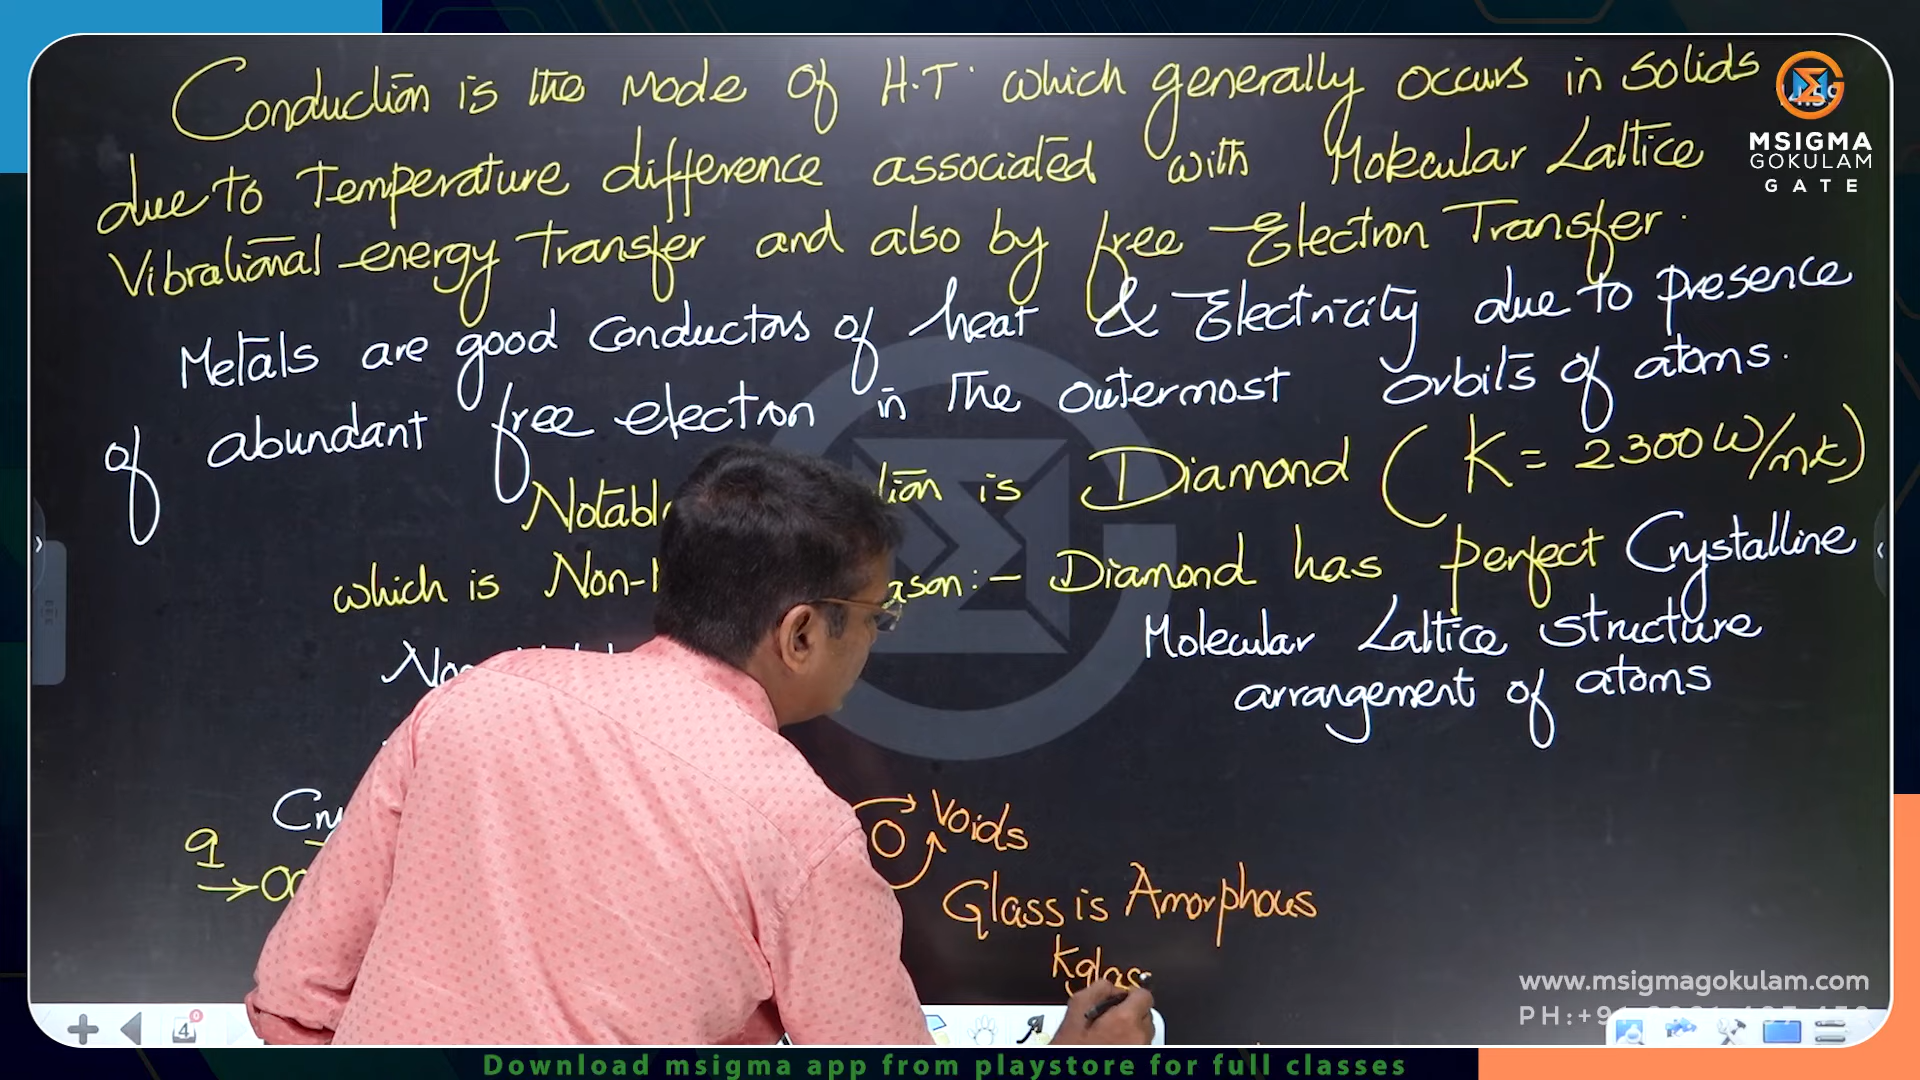 Conduction is the mode of H.T. which generally occurs in solids
due to Temperature difference associated with Molecular Lattice
Vibrational energy Transfer and also by free Electron Transfer.
Metals are good conductors of heat & Electricity due to presence
of abundant free electron in the outermost orbits of atoms.
is Diamond (K = 2300 W/mk)
which is Non- :- Diamond has perfect Crystalline
Molecular Lattice structure
arrangement of atoms
q
Voids
Glass is Amorphous
MSIGMA
GOKULAM
GATE
www.msigmagokulam.com
4
Download msigma app from playstore for full classes